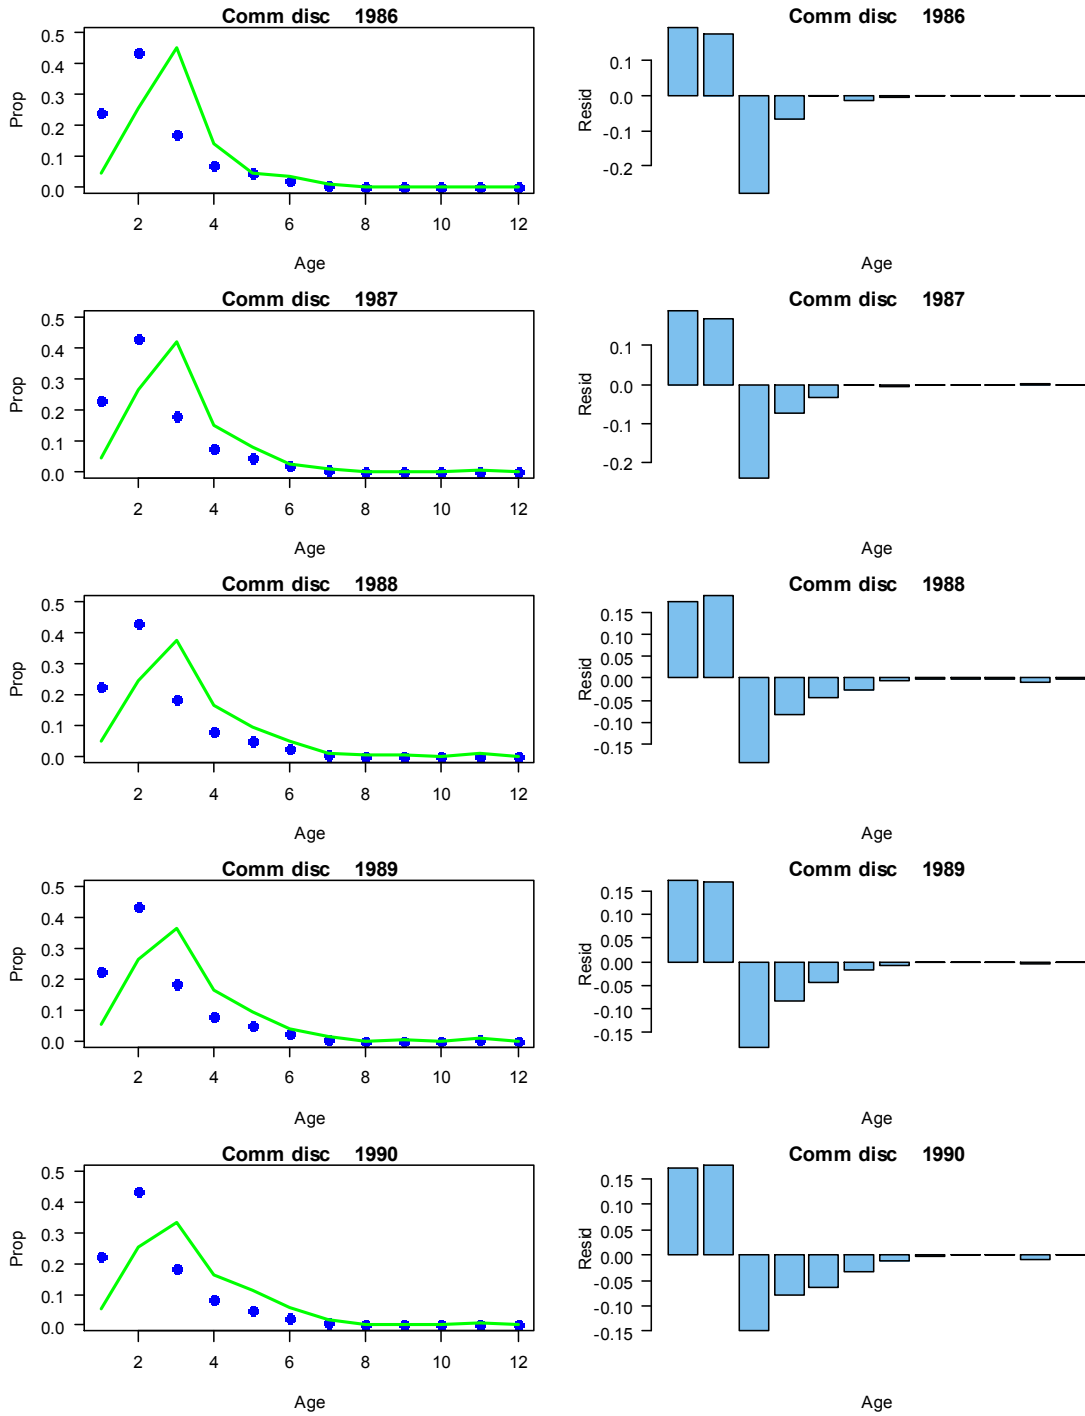 Comm disc 1986
0.5
0.4
0.3
0.2
0.1
0.0
Prop
2 4 6 8 10 12
Age
Comm disc 1986
0.1
0.0
-0.1
-0.2
Resid
Age
Comm disc 1987
0.5
0.4
0.3
0.2
0.1
0.0
Prop
2 4 6 8 10 12
Age
Comm disc 1987
0.1
0.0
-0.1
-0.2
Resid
Age
Comm disc 1988
0.5
0.4
0.3
0.2
0.1
0.0
Prop
2 4 6 8 10 12
Age
Comm disc 1988
0.15
0.10
0.05
0.00
-0.05
-0.10
-0.15
Resid
Age
Comm disc 1989
0.5
0.4
0.3
0.2
0.1
0.0
Prop
2 4 6 8 10 12
Age
Comm disc 1989
0.15
0.10
0.05
0.00
-0.05
-0.10
-0.15
Resid
Age
Comm disc 1990
0.5
0.4
0.3
0.2
0.1
0.0
Prop
2 4 6 8 10 12
Age
Comm disc 1990
0.15
0.10
0.05
0.00
-0.05
-0.10
-0.15
Resid
Age